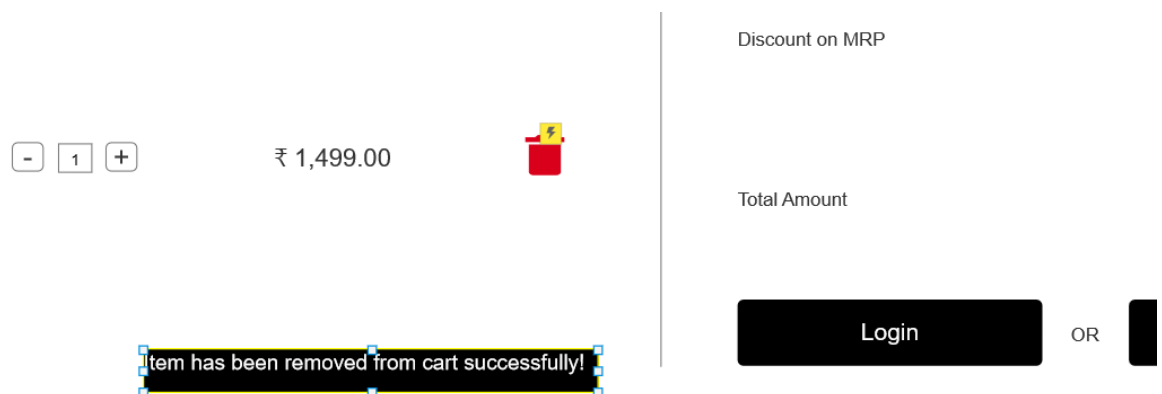 Discount on MRP
- 1 + ₹ 1,499.00
Total Amount
Item has been removed from cart successfully!
Login OR